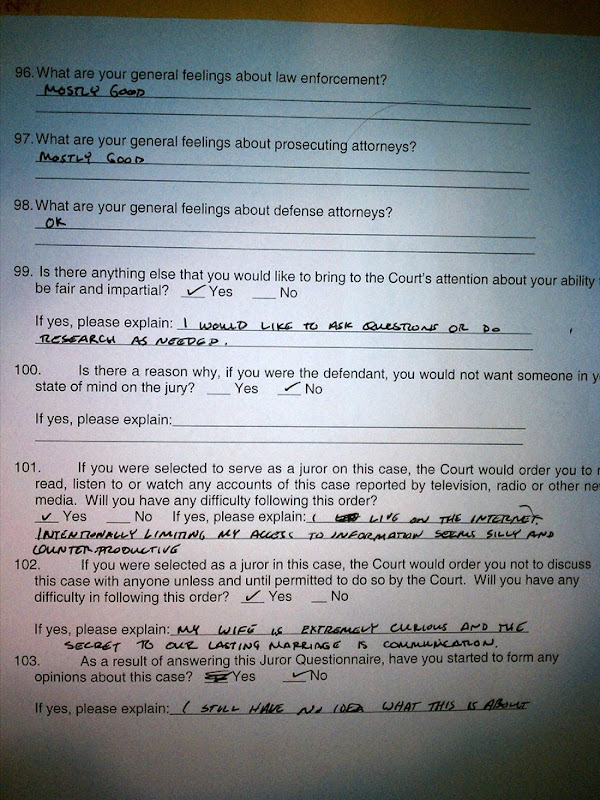 96. What are your general feelings about law enforcement?
MOSTLY GOOD
97. What are your general feelings about prosecuting attorneys?
MOSTLY GOOD
98. What are your general feelings about defense attorneys?
OK
99. Is there anything else that you would like to bring to the Court's attention about your ability
be fair and impartial? ✓ Yes ___ No
If yes, please explain: I WOULD LIKE TO ASK QUESTIONS OR DO
RESEARCH AS NEEDED.
100. Is there a reason why, if you were the defendant, you would not want someone in y
state of mind on the jury? ___ Yes ✓ No
If yes, please explain:
101. If you were selected to serve as a juror on this case, the Court would order you to
read, listen to or watch any accounts of this case reported by television, radio or other ne
media. Will you have any difficulty following this order?
✓ Yes ___ No If yes, please explain: I LIVE ON THE INTERNET.
INTENTIONALLY LIMITING MY ACCESS TO INFORMATION SEEMS SILLY AND
COUNTER-PRODUCTIVE
102. If you were selected as a juror in this case, the Court would order you not to discuss
this case with anyone unless and until permitted to do so by the Court. Will you have any
difficulty in following this order? ✓ Yes __ No
If yes, please explain: MY WIFE IS EXTREMELY CURIOUS AND THE
SECRET TO OUR LASTING MARRIAGE IS COMMUNICATION.
103. As a result of answering this Juror Questionnaire, have you started to form any
opinions about this case? Yes ✓ No
If yes, please explain: I STILL HAVE NO IDEA WHAT THIS IS ABOUT